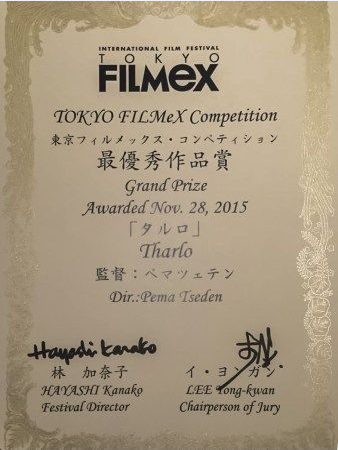 INTERNATIONAL FILM FESTIVAL
TOKYO
FILMeX
TOKYO FILMeX Competition
東京フィルメックス・コンペティション
最優秀作品賞
Grand Prize
Awarded Nov. 28, 2015
「タルロ」
Tharlo
監督：ペマツェテン
Dir.:Pema Tseden
Hayashi Kanako
林 加奈子 イ・ヨンガン
HAYASHI Kanako LEE Yong-kwan
Festival Director Chairperson of Jury